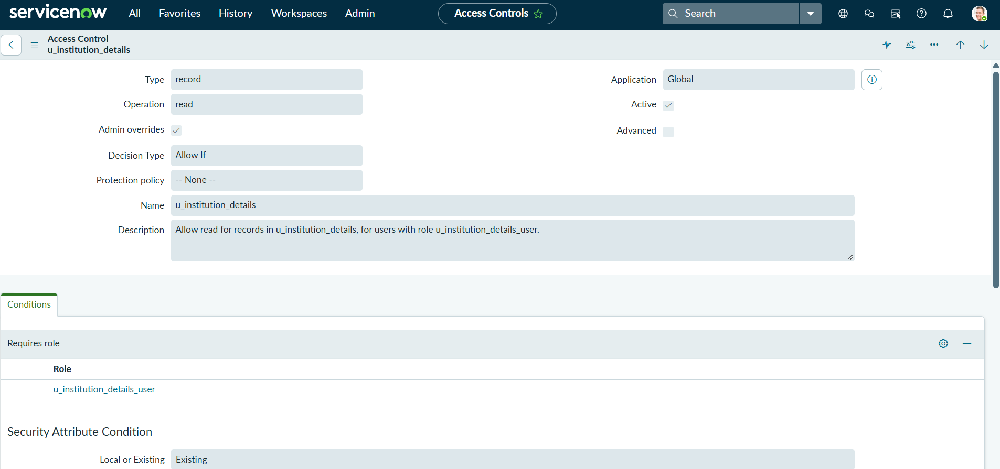 servicenow All Favorites History Workspaces Admin Access Controls Search
Access Control
u_institution_details
Type record Application Global
Operation read Active
Admin overrides Advanced
Decision Type Allow If
Protection policy -- None --
Name u_institution_details
Description Allow read for records in u_institution_details, for users with role u_institution_details_user.
Conditions
Requires role
Role
u_institution_details_user
Security Attribute Condition
Local or Existing Existing